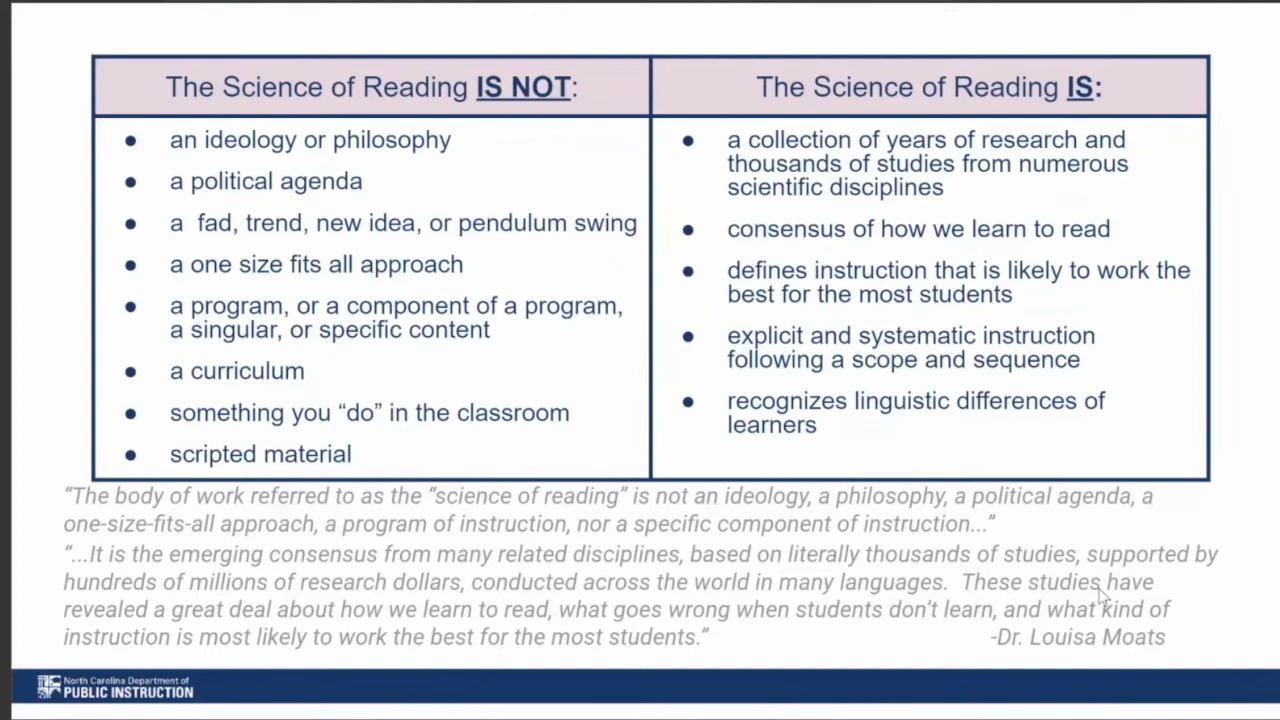 The Science of Reading IS NOT:
an ideology or philosophy
a political agenda
a fad, trend, new idea, or pendulum swing
a one size fits all approach
a program, or a component of a program,
a singular, or specific content
a curriculum
something you “do” in the classroom
scripted material
The Science of Reading IS:
a collection of years of research and
thousands of studies from numerous
scientific disciplines
consensus of how we learn to read
defines instruction that is likely to work the
best for the most students
explicit and systematic instruction
following a scope and sequence
recognizes linguistic differences of
learners
“The body of work referred to as the “science of reading” is not an ideology, a philosophy, a political agenda, a
one-size-fits-all approach, a program of instruction, nor a specific component of instruction...”
“...It is the emerging consensus from many related disciplines, based on literally thousands of studies, supported by
hundreds of millions of research dollars, conducted across the world in many languages. These studies have
revealed a great deal about how we learn to read, what goes wrong when students don’t learn, and what kind of
instruction is most likely to work the best for the most students.” -Dr. Louisa Moats
North Carolina Department of
PUBLIC INSTRUCTION